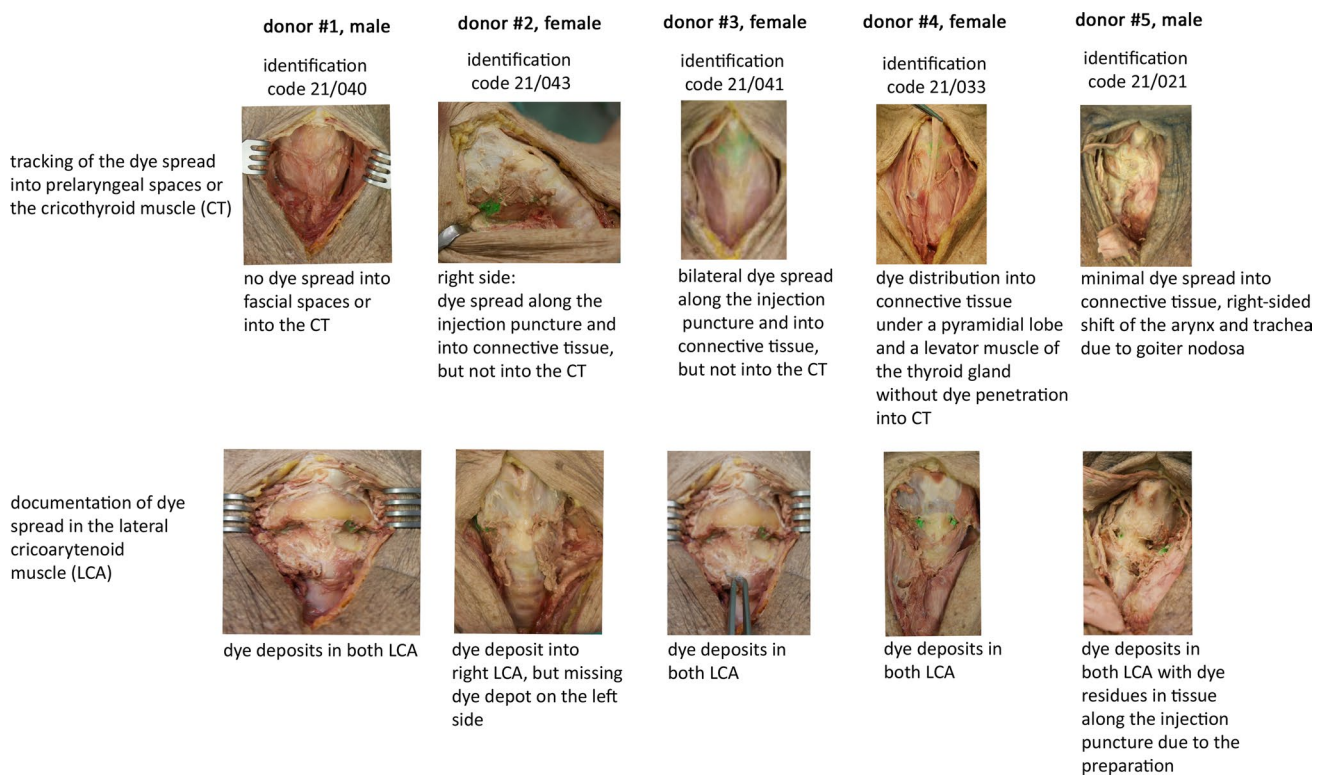 donor #1, male
donor #2, female
donor #3, female
donor #4, female
donor #5, male
identification
code 21/040
identification
code 21/043
identification
code 21/041
identification
code 21/033
identification
code 21/021
tracking of the dye spread
into prelaryngeal spaces or
the cricothyroid muscle (CT)
no dye spread into
fascial spaces or
into the CT
right side:
dye spread along the
injection puncture and
into connective tissue,
but not into the CT
bilateral dye spread
along the injection
puncture and into
connective tissue,
but not into the CT
dye distribution into
connective tissue
under a pyramidial lobe
and a levator muscle of
the thyroid gland
without dye penetration
into CT
minimal dye spread into
connective tissue, right-sided
shift of the arynx and trachea
due to goiter nodosa
documentation of dye
spread in the lateral
cricoarytenoid
muscle (LCA)
dye deposits in both LCA
dye deposit into
right LCA, but missing
dye depot on the left
side
dye deposits in
both LCA
dye deposits in
both LCA
dye deposits in
both LCA with dye
residues in tissue
along the injection
puncture due to the
preparation